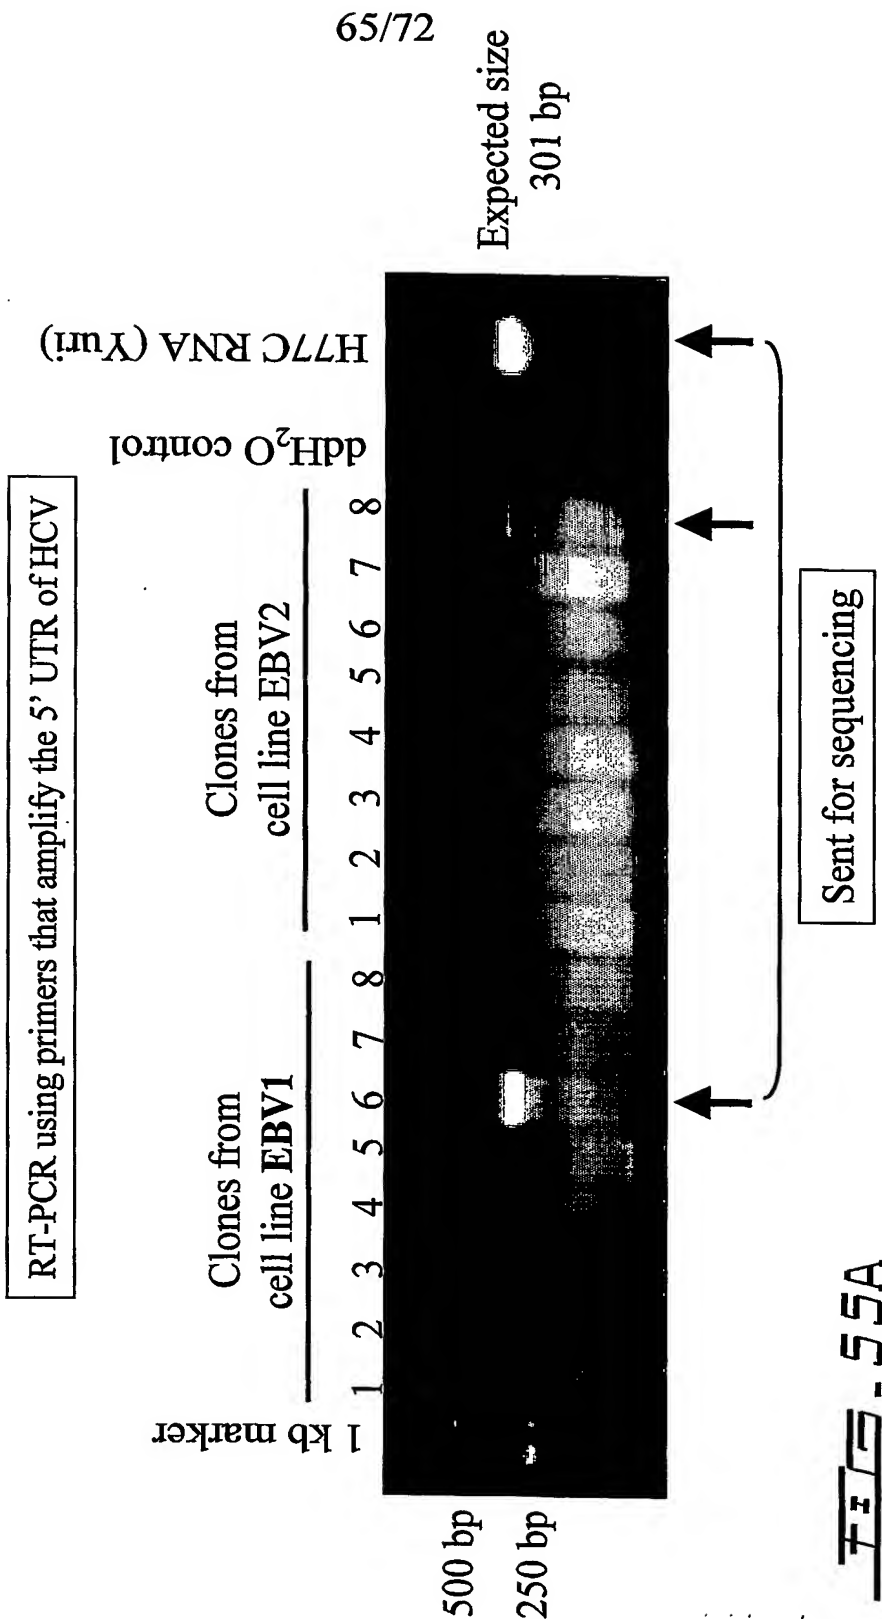 65/72
RT-PCR using primers that amplify the 5’ UTR of HCV
Clones from
cell line EBV1
Clones from
cell line EBV2
1 kb marker
1 2 3 4 5 6 7 8
1 2 3 4 5 6 7 8
ddH₂O control
H77C RNA (Yuri)
500 bp
250 bp
Expected size
301 bp
Sent for sequencing
FIG. 55A